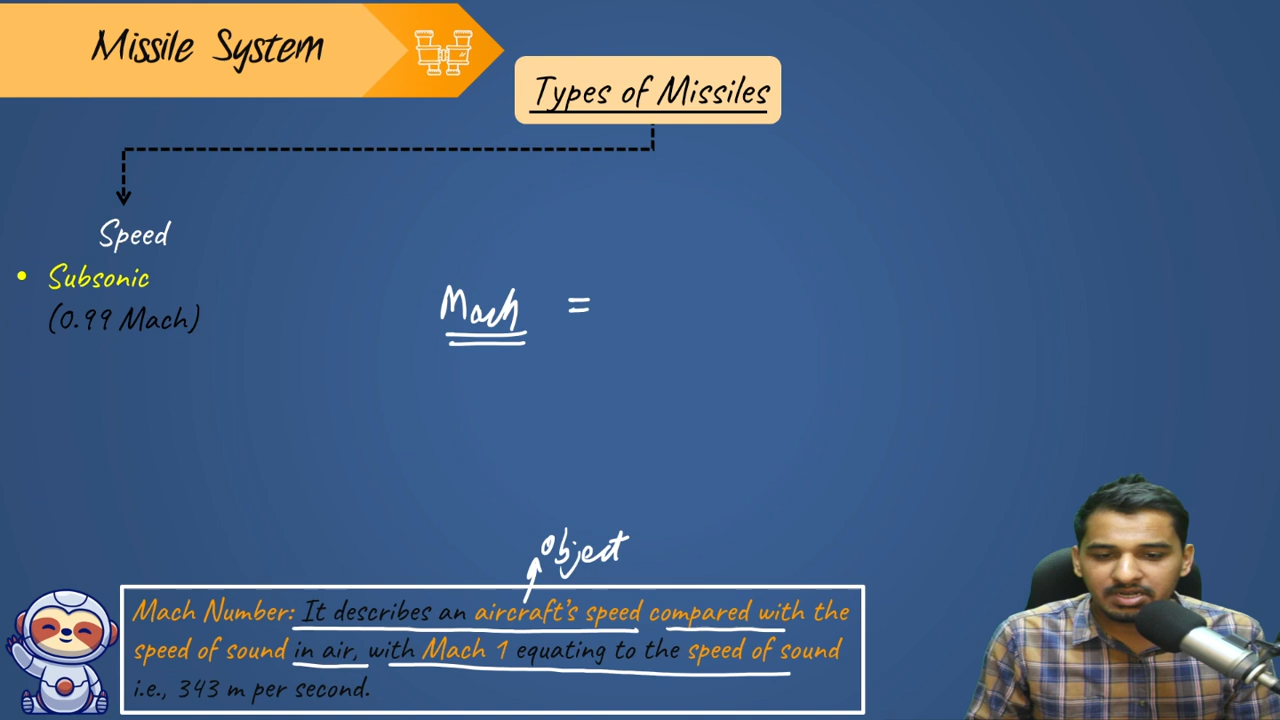 Missile System
Types of Missiles
Speed
• Subsonic
(0.99 Mach)
Mach =
object
Mach Number: It describes an aircraft's speed compared with the
speed of sound in air, with Mach 1 equating to the speed of sound
i.e., 343 m per second.